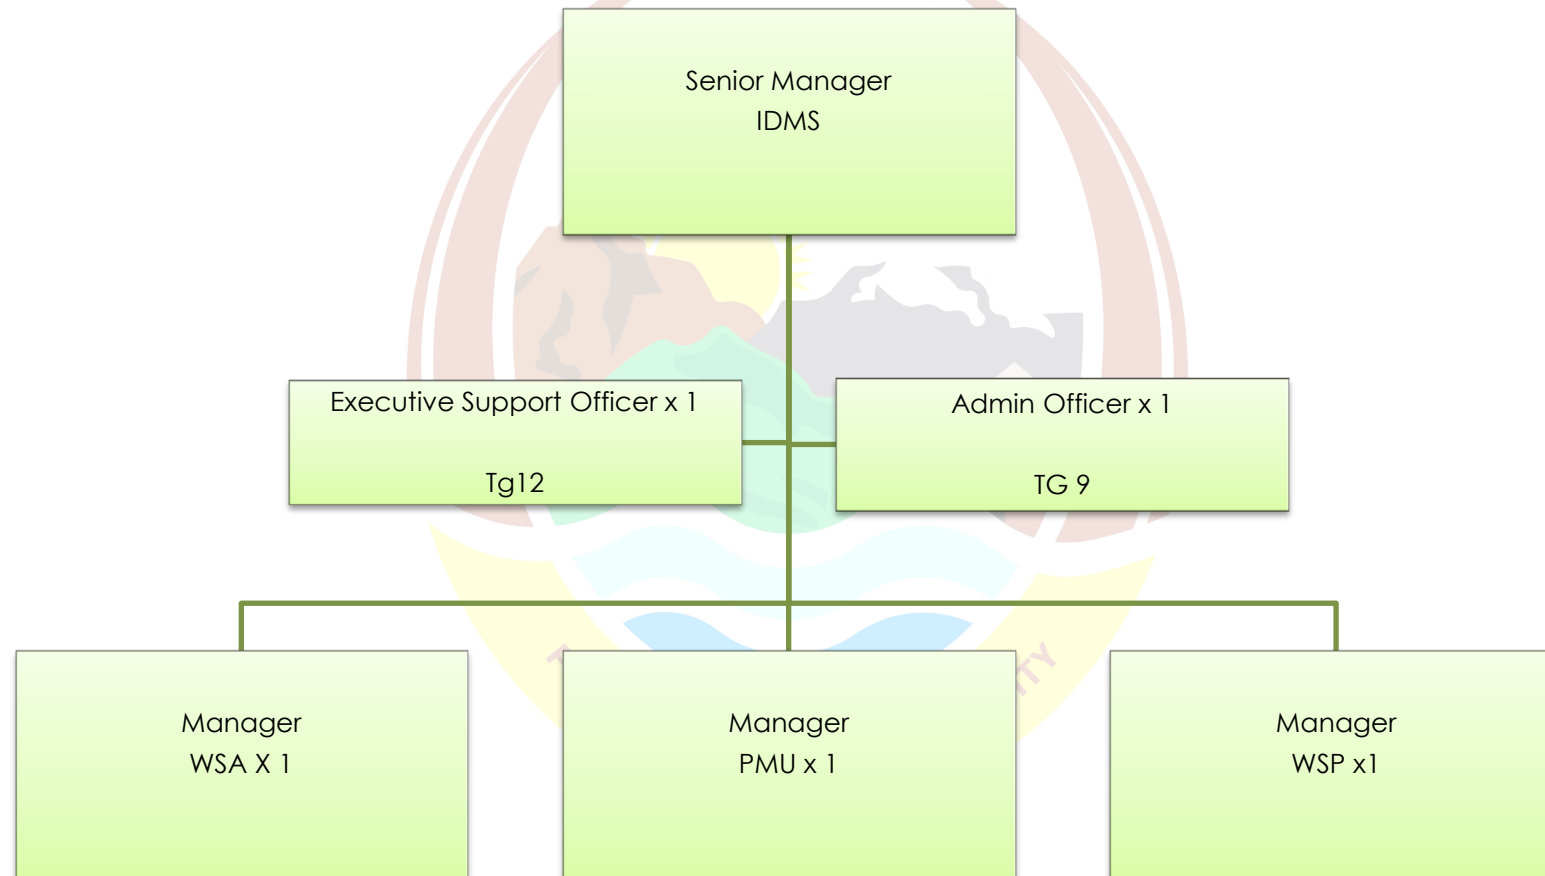 Senior Manager
IDMS
Executive Support Officer x 1
Tg12
Admin Officer x 1
TG 9
Manager
WSA X 1
Manager
PMU x 1
Manager
WSP x1